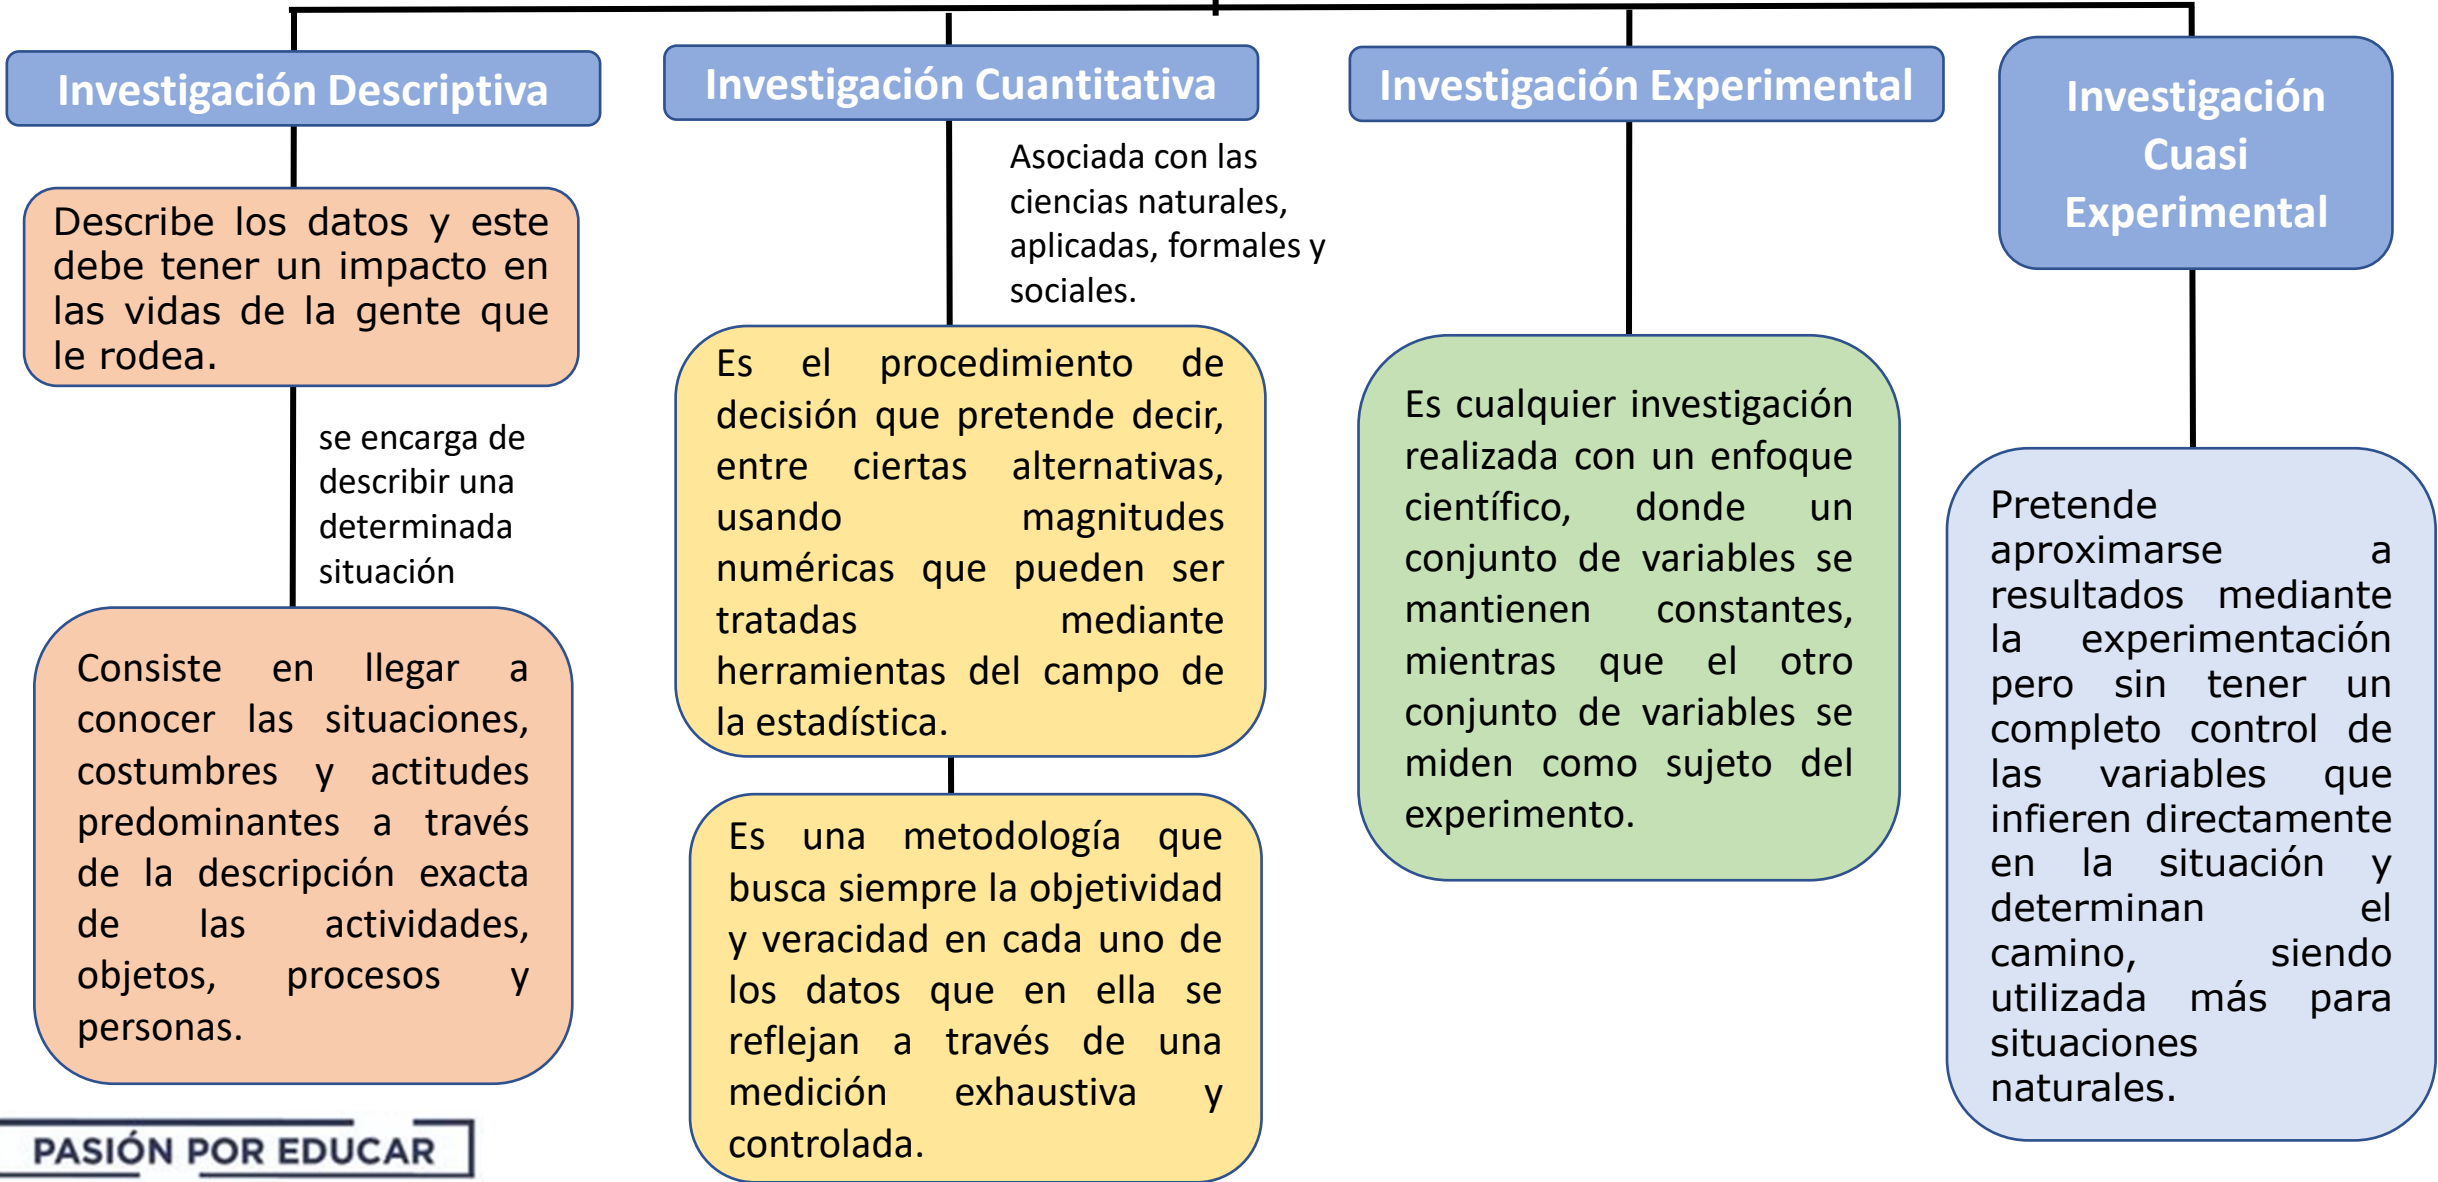 Investigación Descriptiva
Describe los datos y este
debe tener un impacto en
las vidas de la gente que
le rodea.
se encarga de
describir una
determinada
situación
Consiste en llegar a
conocer las situaciones,
costumbres y actitudes
predominantes a través
de la descripción exacta
de las actividades,
objetos, procesos y
personas.
Investigación Cuantitativa
Asociada con las
ciencias naturales,
aplicadas, formales y
sociales.
Es el procedimiento de
decisión que pretende decir,
entre ciertas alternativas,
usando magnitudes
numéricas que pueden ser
tratadas mediante
herramientas del campo de
la estadística.
Es una metodología que
busca siempre la objetividad
y veracidad en cada uno de
los datos que en ella se
reflejan a través de una
medición exhaustiva y
controlada.
Investigación Experimental
Es cualquier investigación
realizada con un enfoque
científico, donde un
conjunto de variables se
mantienen constantes,
mientras que el otro
conjunto de variables se
miden como sujeto del
experimento.
Investigación
Cuasi
Experimental
Pretende
aproximarse a
resultados mediante
la experimentación
pero sin tener un
completo control de
las variables que
infieren directamente
en la situación y
determinan el
camino, siendo
utilizada más para
situaciones
naturales.
PASIÓN POR EDUCAR